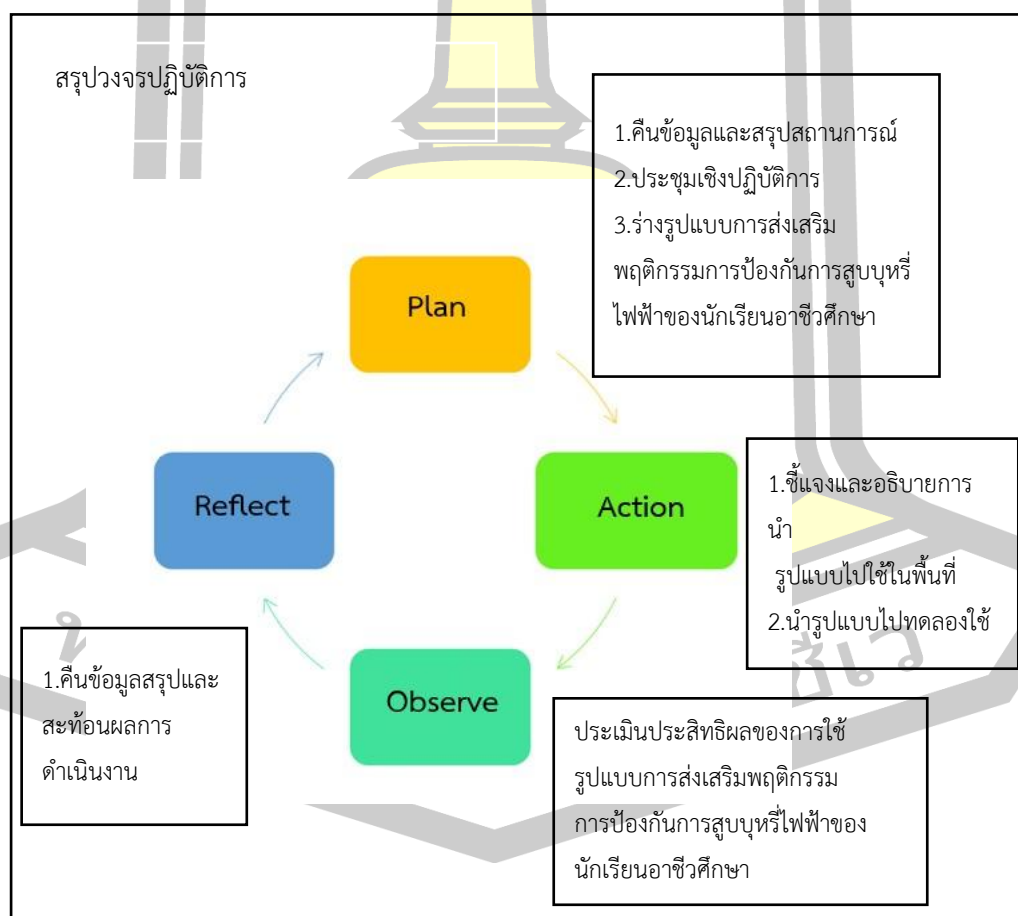 สรุปวงจรปฏิบัติการ
1.คืนข้อมูลและสรุปสถานการณ์
2.ประชุมเชิงปฏิบัติการ
3.ร่างรูปแบบการส่งเสริม
พฤติกรรมการป้องกันการสูบบุหรี่
ไฟฟ้าของนักเรียนอาชีวศึกษา
Plan
Reflect
Action
1.ชี้แจงและอธิบายการ
นำ
รูปแบบไปใช้ในพื้นที่
2.นำรูปแบบไปทดลองใช้
Observe
1.คืนข้อมูลสรุปและ
สะท้อนผลการ
ดำเนินงาน
ประเมินประสิทธิผลของการใช้
รูปแบบการส่งเสริมพฤติกรรม
การป้องกันการสูบบุหรี่ไฟฟ้าของ
นักเรียนอาชีวศึกษา